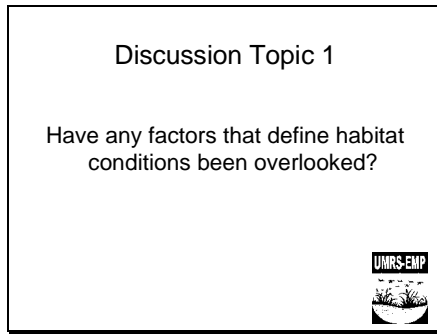 Discussion Topic 1
Have any factors that define habitat
conditions been overlooked?
UMRS-EMP